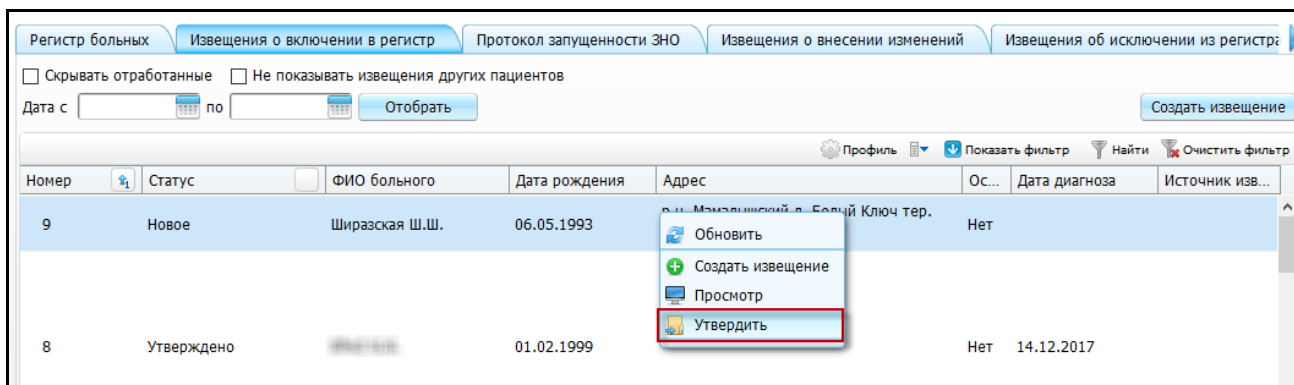 Регистр больных Извещения о включении в регистр Протокол запущенности ЗНО Извещения о внесении изменений Извещения об исключении из регистра
Скрывать отработанные Не показывать извещения других пациентов
Дата с по Отобрать Создать извещение
Профиль Показать фильтр Найти Очистить фильтр
Номер 1 Статус ФИО больного Дата рождения Адрес Ос... Дата диагноза Источник изв...
9 Новое Ширазская Ш.Ш. 06.05.1993 р-н. Мамадышский д. Белый Ключ тер. Нет
Обновить
Создать извещение
Просмотр
Утвердить
8 Утверждено 01.02.1999 Нет 14.12.2017